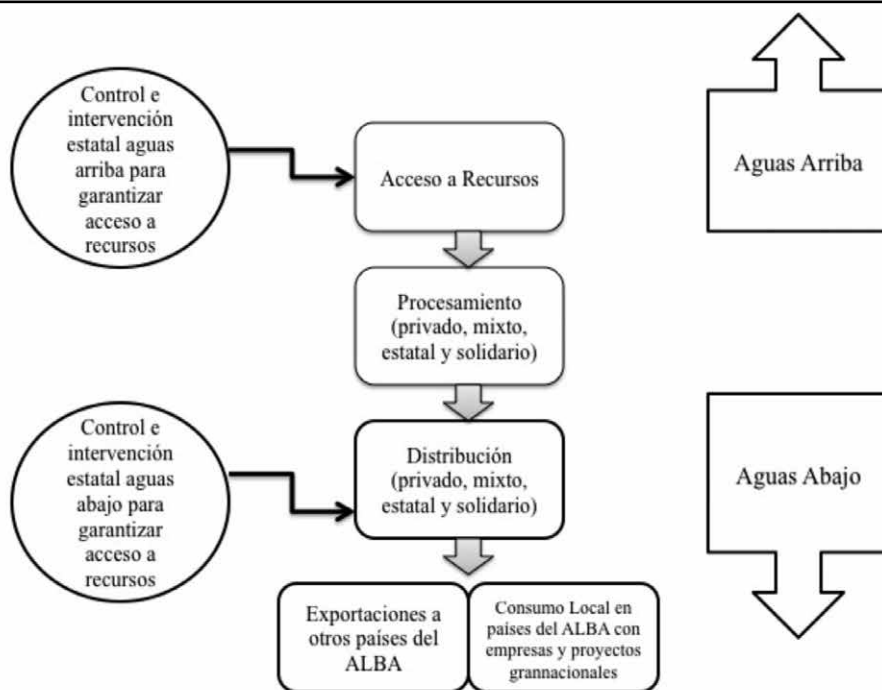 Control e
intervención
estatal aguas
arriba para
garantizar
acceso a
recursos
Acceso a Recursos
Aguas Arriba
Procesamiento
(privado, mixto,
estatal y solidario)
Control e
intervención
estatal aguas
abajo para
garantizar
acceso a
recursos
Distribución
(privado, mixto,
estatal y solidario)
Aguas Abajo
Exportaciones a
otros países del
ALBA
Consumo Local en
países del ALBA con
empresas y proyectos
grannacionales